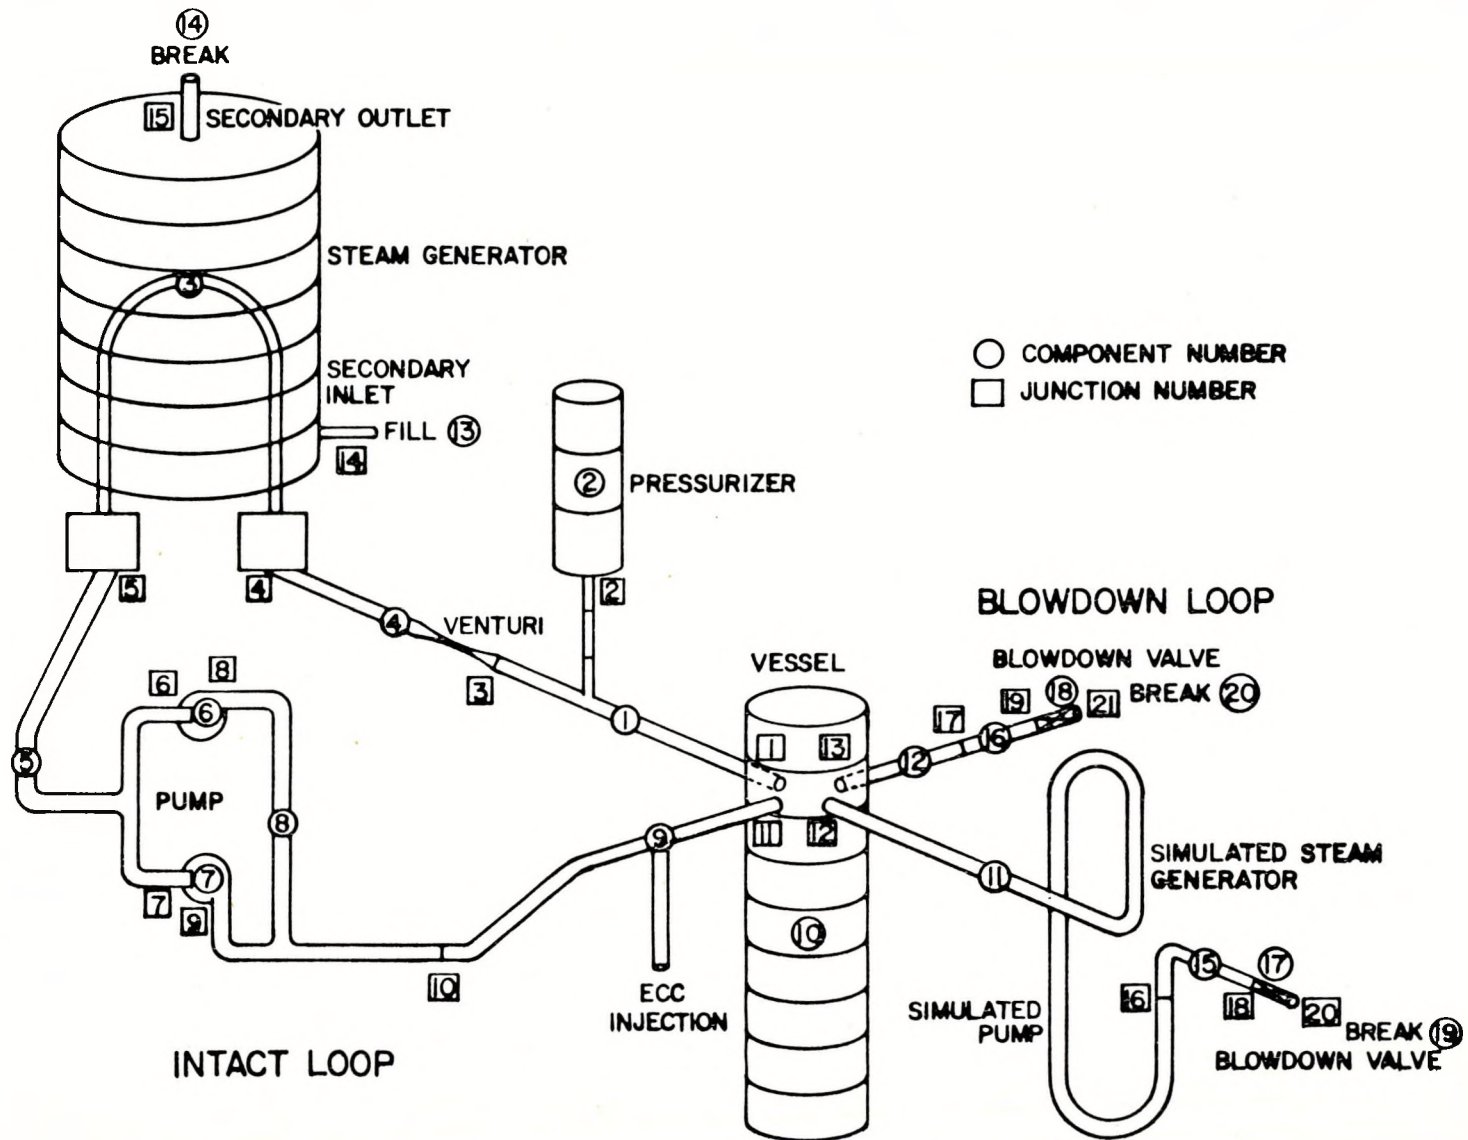 14
BREAK
15 SECONDARY OUTLET
STEAM GENERATOR
3
SECONDARY
INLET
FILL 13
14
COMPONENT NUMBER
JUNCTION NUMBER
2 PRESSURIZER
5
4
2
4
VENTURI
3
1
BLOWDOWN LOOP
BLOWDOWN VALVE
VESSEL
6
8
6
17
19
18
21
BREAK 20
1
13
12
16
5
PUMP
8
7
7
9
9
11
12
11
SIMULATED STEAM
GENERATOR
10
10
ECC
INJECTION
SIMULATED
PUMP
16
15
17
18
20
BREAK 19
BLOWDOWN VALVE
INTACT LOOP